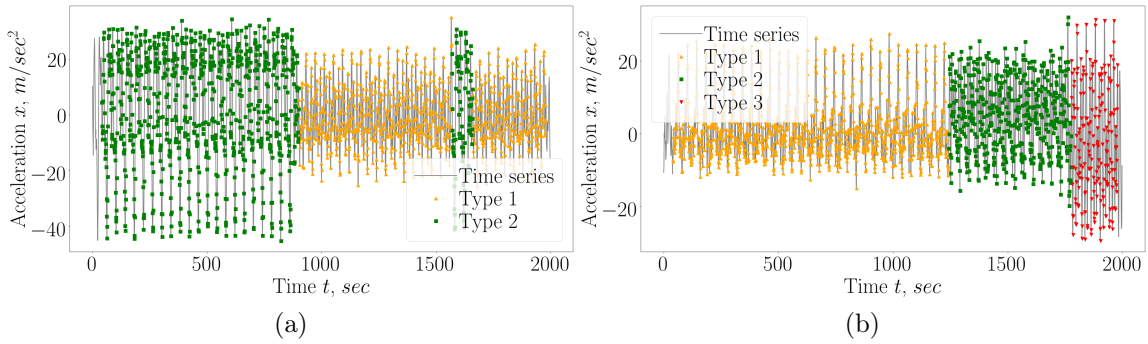 Acceleration x, m/sec²
20
0
−20
−40
0
500
1000
1500
2000
Time t, sec
Time series
Type 1
Type 2
(a)
Acceleration x, m/sec²
20
0
−20
0
500
1000
1500
2000
Time t, sec
Time series
Type 1
Type 2
Type 3
(b)